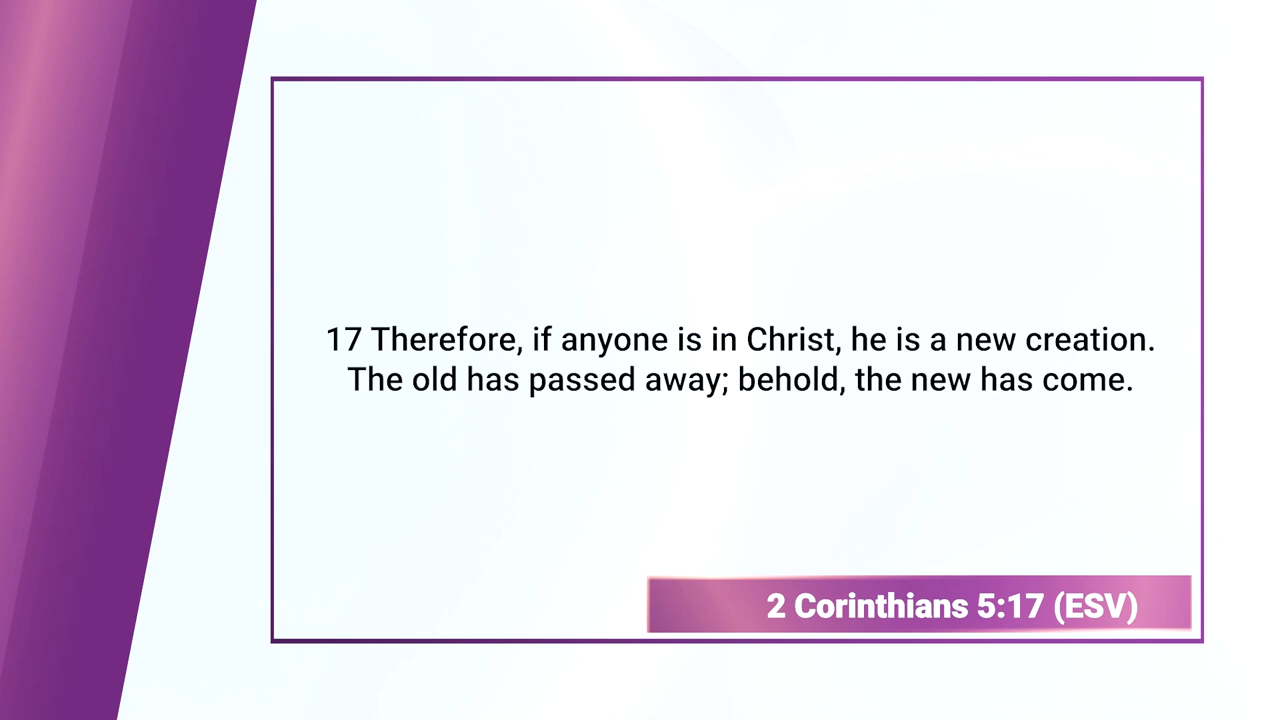 17 Therefore, if anyone is in Christ, he is a new creation.
The old has passed away; behold, the new has come.
2 Corinthians 5:17 (ESV)